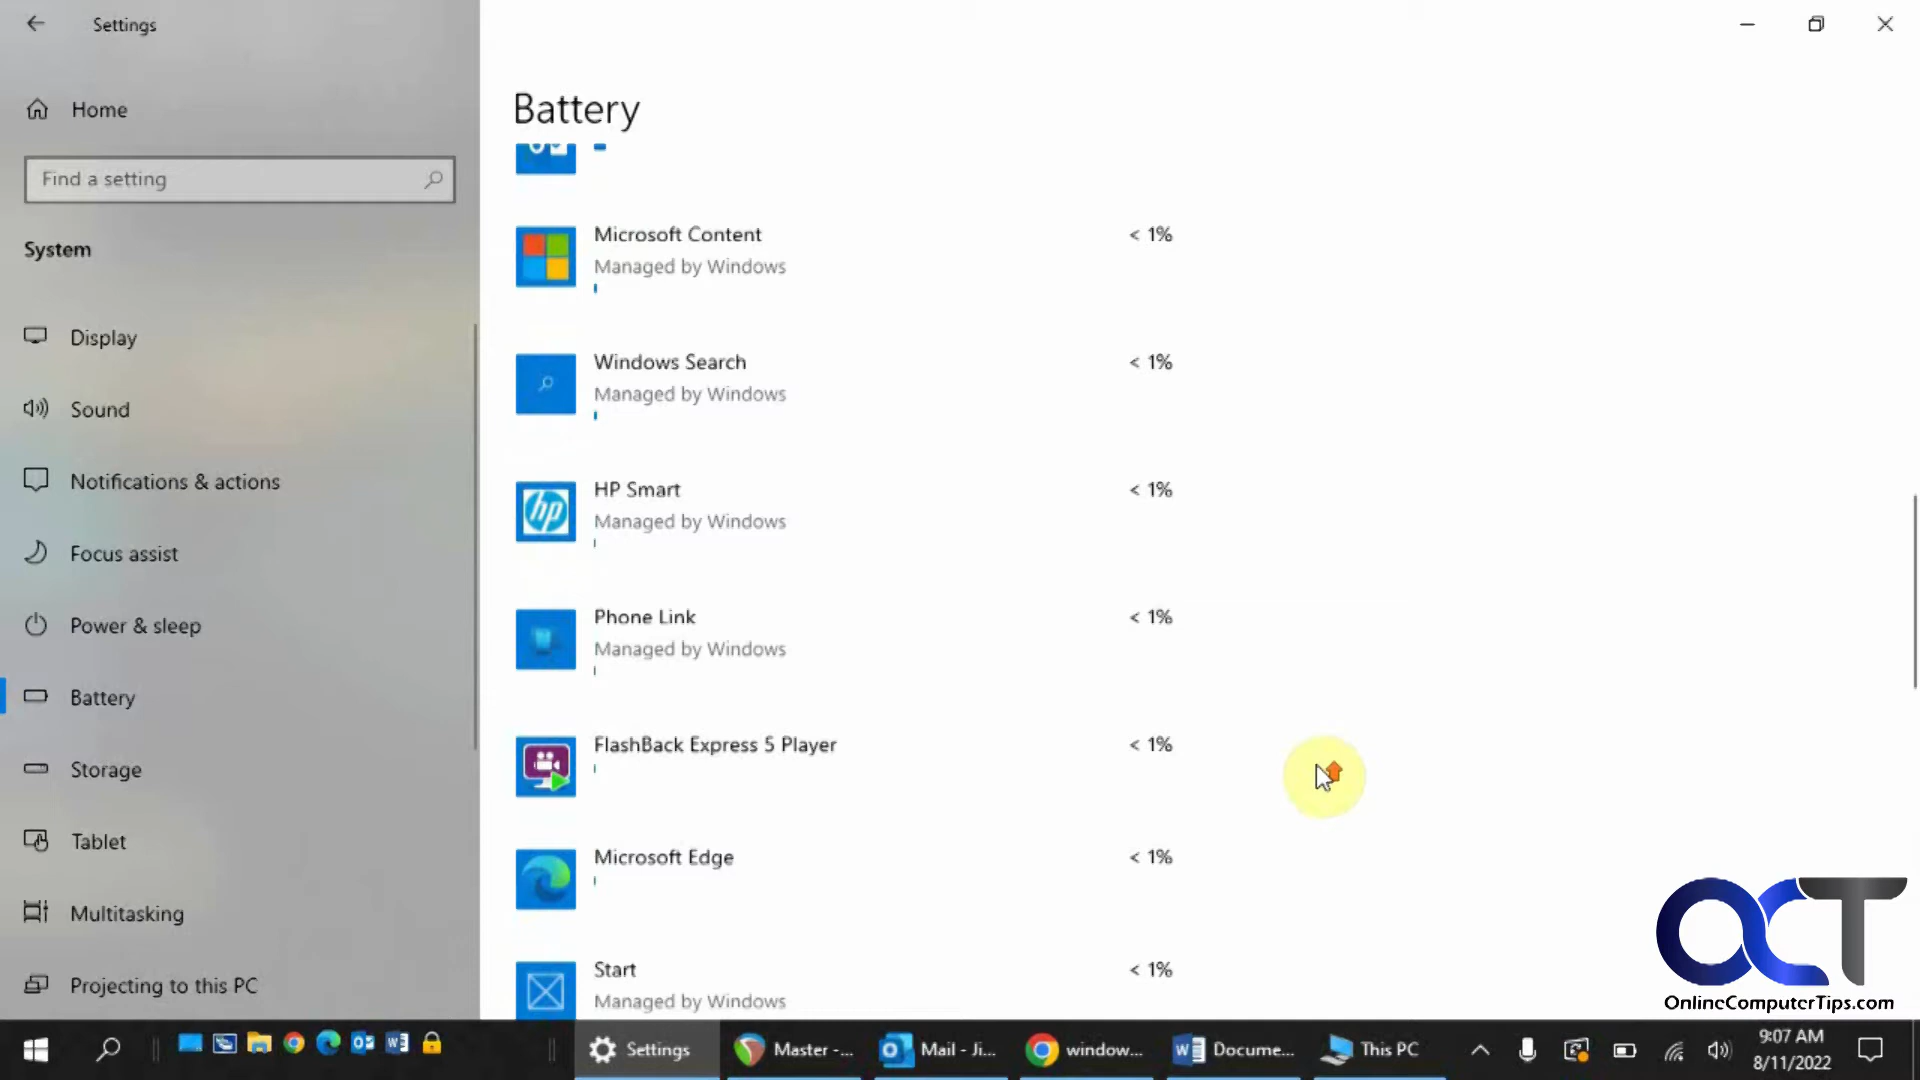 Settings
Home
Find a setting
System
Display
Sound
Notifications & actions
Focus assist
Power & sleep
Battery
Storage
Tablet
Multitasking
Projecting to this PC
Battery
Microsoft Content < 1%
Managed by Windows
Windows Search < 1%
Managed by Windows
HP Smart < 1%
Managed by Windows
hp
Phone Link < 1%
Managed by Windows
FlashBack Express 5 Player < 1%
Microsoft Edge < 1%
Start < 1%
Managed by Windows
OCT
OnlineComputerTips.com
Settings Master -... Mail - Ji... window... Docume... This PC
9:07 AM
8/11/2022